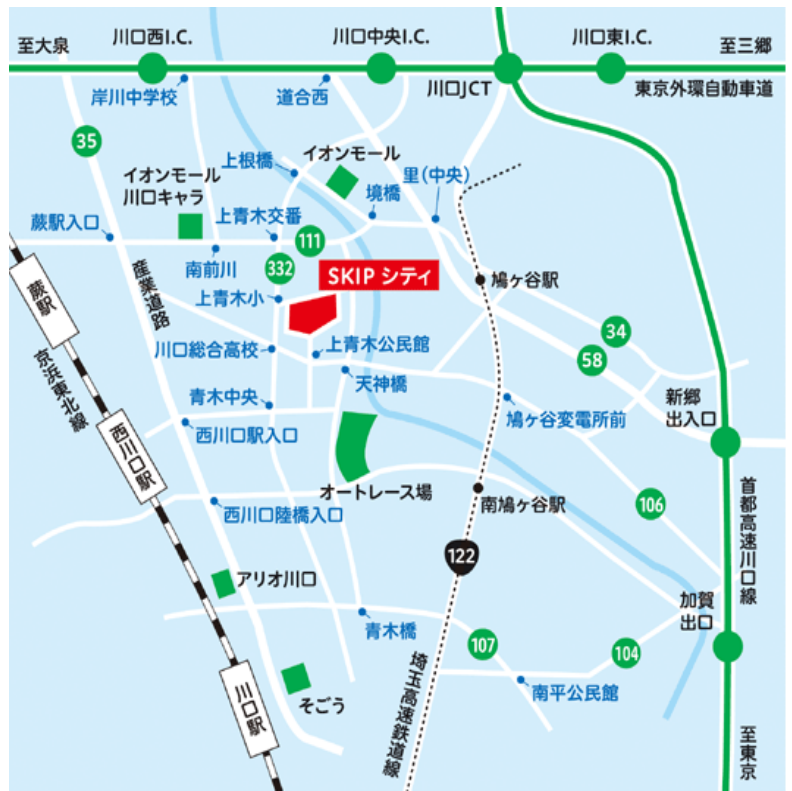 川口西I.C.
川口中央I.C.
川口東I.C.
至大泉
至三郷
岸川中学校
道合西
川口JCT
東京外環自動車道
35
上根橋
イオンモール
里(中央)
イオンモール
川口キャラ
境橋
蕨駅入口
上青木交番
111
南前川
332
SKIP シティ
鳩ヶ谷駅
蕨駅
産業道路
上青木小
34
川口総合高校
上青木公民館
58
京浜東北線
天神橋
青木中央
鳩ヶ谷変電所前
新郷
出入口
西川口駅
西川口駅入口
オートレース場
南鳩ヶ谷駅
106
首都高速川口線
西川口陸橋入口
122
アリオ川口
加賀
出口
青木橋
107
104
埼玉高速鉄道線
川口駅
そごう
南平公民館
至東京